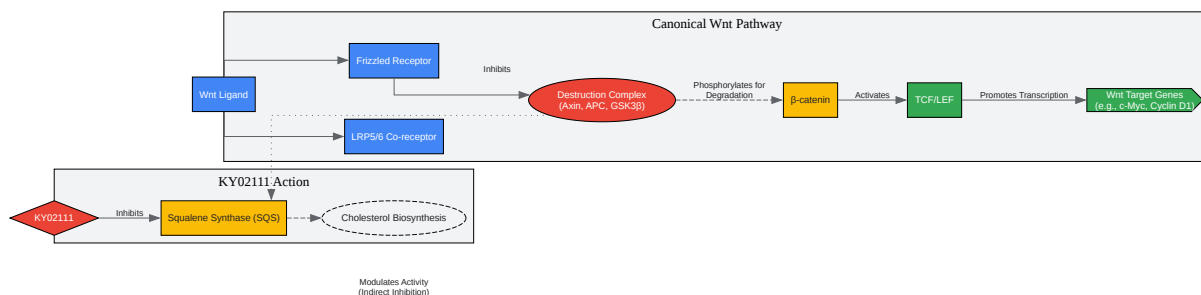 Canonical Wnt Pathway
Wnt Ligand
Frizzled Receptor
LRP5/6 Co-receptor
Inhibits
Destruction Complex
(Axin, APC, GSK3β)
Phosphorylates for
Degradation
β-catenin
Activates
TCF/LEF
Promotes Transcription
Wnt Target Genes
(e.g., c-Myc, Cyclin D1)
KY02111 Action
KY02111
Inhibits
Squalene Synthase (SQS)
Cholesterol Biosynthesis
Modulates Activity
(Indirect Inhibition)